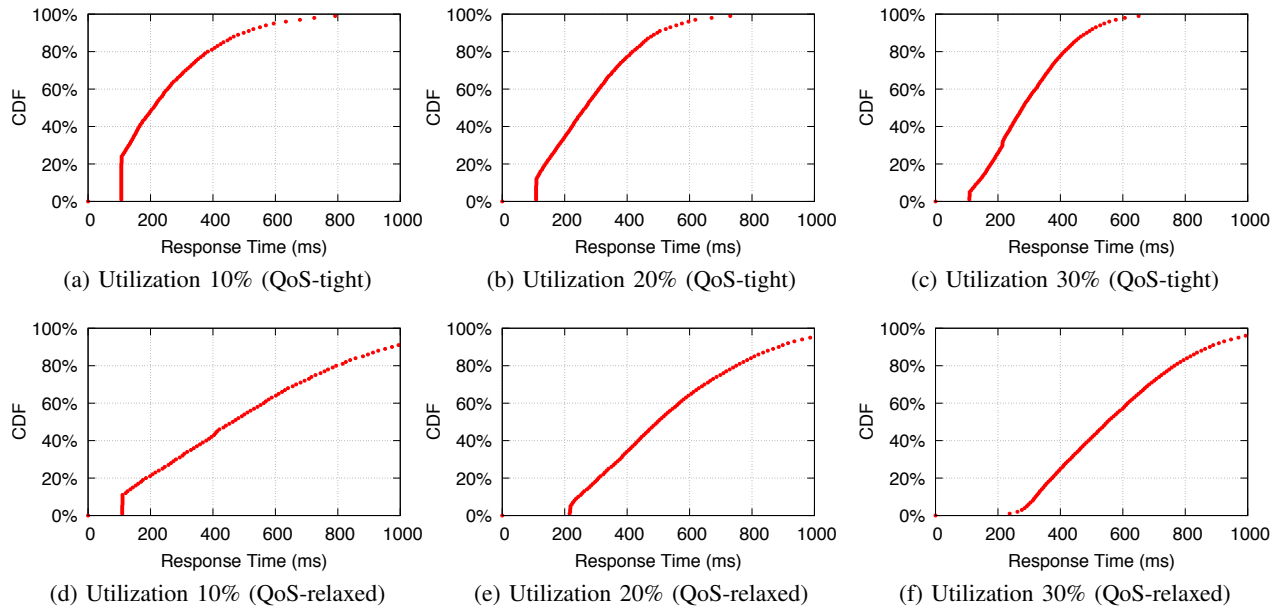 100%
80%
60%
40%
20%
0%
CDF
0 200 400 600 800 1000
Response Time (ms)
(a) Utilization 10% (QoS-tight)
100%
80%
60%
40%
20%
0%
CDF
0 200 400 600 800 1000
Response Time (ms)
(b) Utilization 20% (QoS-tight)
100%
80%
60%
40%
20%
0%
CDF
0 200 400 600 800 1000
Response Time (ms)
(c) Utilization 30% (QoS-tight)
100%
80%
60%
40%
20%
0%
CDF
0 200 400 600 800 1000
Response Time (ms)
(d) Utilization 10% (QoS-relaxed)
100%
80%
60%
40%
20%
0%
CDF
0 200 400 600 800 1000
Response Time (ms)
(e) Utilization 20% (QoS-relaxed)
100%
80%
60%
40%
20%
0%
CDF
0 200 400 600 800 1000
Response Time (ms)
(f) Utilization 30% (QoS-relaxed)